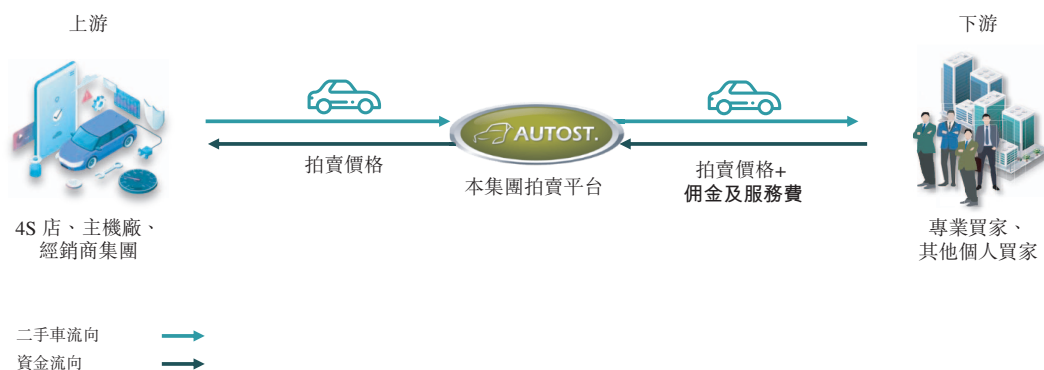 上游
下游
AUTOST.
拍賣價格
本集團拍賣平台
拍賣價格+
佣金及服務費
4S 店、主機廠、
經銷商集團
專業買家、
其他個人買家
二手車流向
資金流向